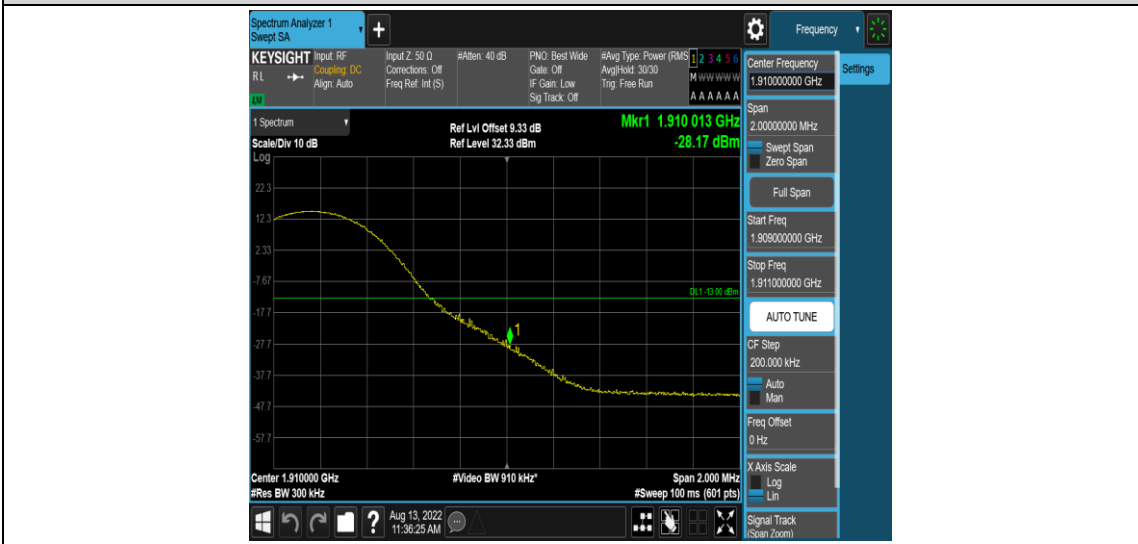 Spectrum Analyzer 1
Swept SA
+
Frequency
KEYSIGHT
RL
Input: RF
Coupling: DC
Align: Auto
Input Z: 50 Ω
Corrections: Off
Freq Ref: Int (S)
#Atten: 40 dB
PNO: Best Wide
Gate: Off
IF Gain: Low
Sig Track: Off
#Avg Type: Power (RMS
Avg|Hold: 30/30
Trig: Free Run
1 2 3 4 5 6
M W W W W W
A A A A A A
1 Spectrum
Scale/Div 10 dB
Log
Ref Lvl Offset 9.33 dB
Ref Level 32.33 dBm
Mkr1 1.910 013 GHz
-28.17 dBm
22.3
12.3
2.33
-7.67
-17.7
-27.7
-37.7
-47.7
-57.7
DL1 -13.00 dBm
1
Center 1.910000 GHz
#Res BW 300 kHz
#Video BW 910 kHz*
Span 2.000 MHz
#Sweep 100 ms (601 pts)
Center Frequency
1.910000000 GHz
Settings
Span
2.00000000 MHz
Swept Span
Zero Span
Full Span
Start Freq
1.909000000 GHz
Stop Freq
1.911000000 GHz
AUTO TUNE
CF Step
200.000 kHz
Auto
Man
Freq Offset
0 Hz
X Axis Scale
Log
Lin
Signal Track
(Span Zoom)
?
Aug 13, 2022
11:36:25 AM